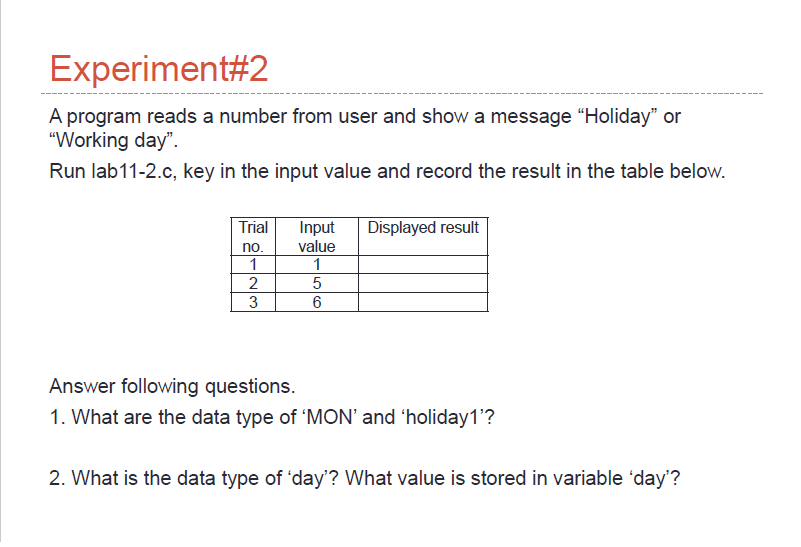 Experiment#2
A program reads a number from user and show a message “Holiday” or
“Working day”.
Run lab11-2.c, key in the input value and record the result in the table below.
Trial no. Input value Displayed result
1 1
2 5
3 6
Answer following questions.
1. What are the data type of ‘MON’ and ‘holiday1’?
2. What is the data type of ‘day’? What value is stored in variable ‘day’?